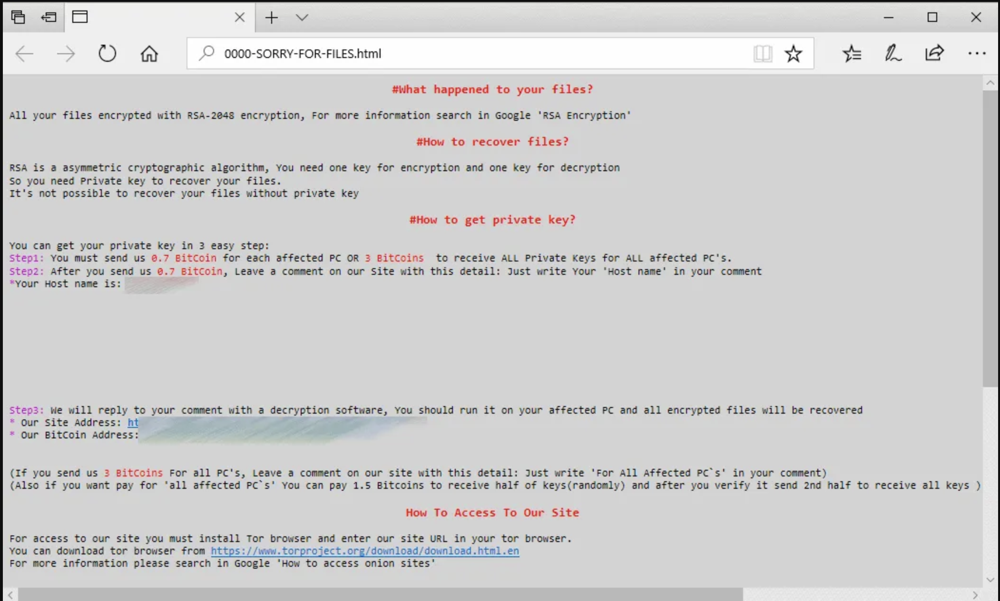 0000-SORRY-FOR-FILES.html
#What happened to your files?
All your files encrypted with RSA-2048 encryption, For more information search in Google 'RSA Encryption'
#How to recover files?
RSA is a asymmetric cryptographic algorithm, You need one key for encryption and one key for decryption
So you need Private key to recover your files.
It's not possible to recover your files without private key
#How to get private key?
You can get your private key in 3 easy step:
Step1: You must send us 0.7 BitCoin for each affected PC OR 3 BitCoins to receive ALL Private Keys for ALL affected PC's.
Step2: After you send us 0.7 BitCoin, Leave a comment on our Site with this detail: Just write Your 'Host name' in your comment
*Your Host name is:
Step3: We will reply to your comment with a decryption software, You should run it on your affected PC and all encrypted files will be recovered
* Our Site Address: ht
* Our BitCoin Address:
(If you send us 3 BitCoins For all PC's, Leave a comment on our site with this detail: Just write 'For All Affected PC`s' in your comment)
(Also if you want pay for 'all affected PC`s' You can pay 1.5 Bitcoins to receive half of keys(randomly) and after you verify it send 2nd half to receive all keys )
How To Access To Our Site
For access to our site you must install Tor browser and enter our site URL in your tor browser.
You can download tor browser from https://www.torproject.org/download/download.html.en
For more information please search in Google 'How to access onion sites'